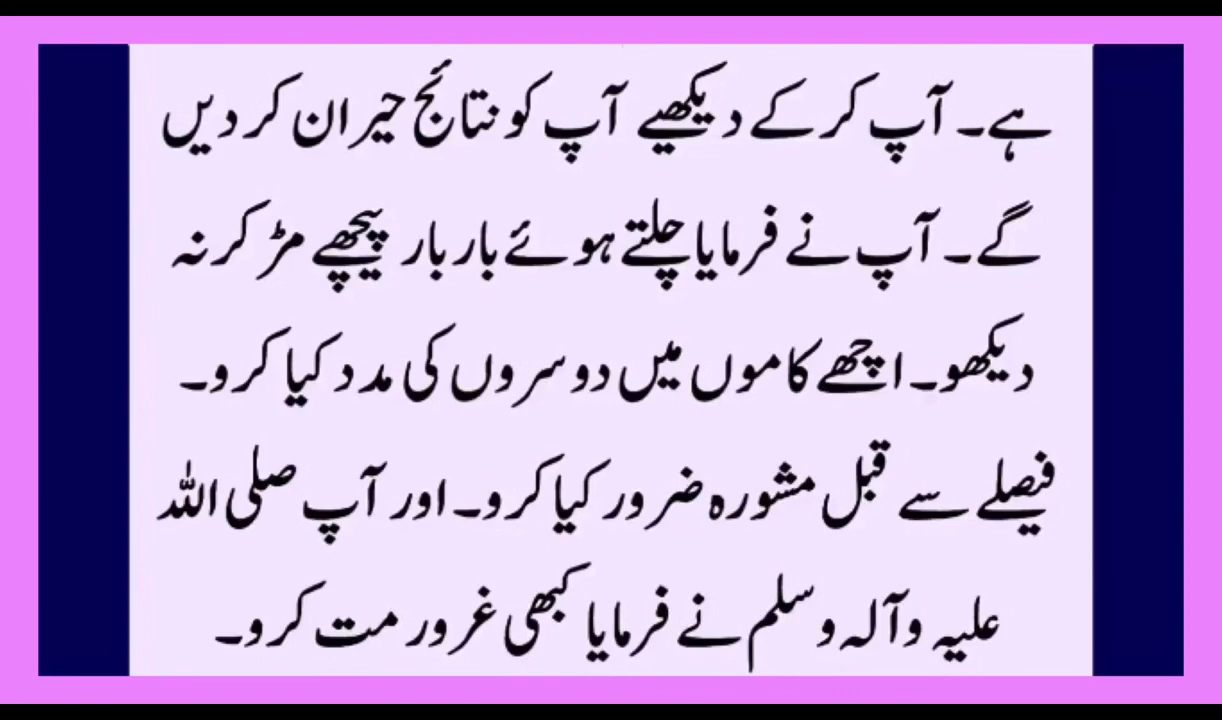 ہے۔ آپ کر کے دیکھیے آپ کو نتائج حیران کر دیں
گے۔ آپ نے فرمایا چلتے ہوئے بار بار پیچھے مڑ کر نہ
دیکھو۔ اچھے کاموں میں دوسروں کی مدد کیا کرو۔
فیصلے سے قبل مشورہ ضرور کیا کرو۔ اور آپ صلی اللہ
علیہ وآلہ وسلم نے فرمایا کبھی غرور مت کرو۔